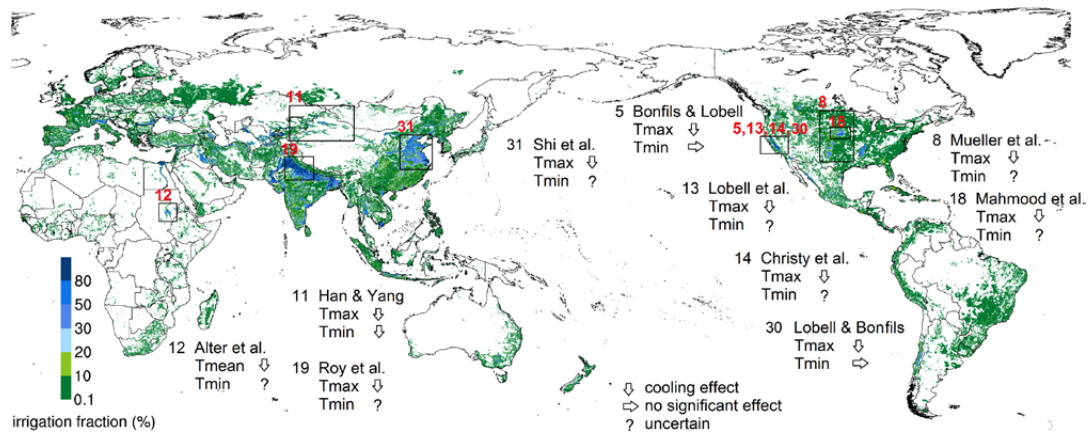 11
31
19
12
8
18
5,13,14,30
5 Bonfils & Lobell
Tmax ⇩
Tmin ⇨
31 Shi et al.
Tmax ⇩
Tmin ?
8 Mueller et al.
Tmax ⇩
Tmin ?
13 Lobell et al.
Tmax ⇩
Tmin ?
18 Mahmood et al.
Tmax ⇩
Tmin ?
14 Christy et al.
Tmax ⇩
Tmin ?
11 Han & Yang
Tmax ⇩
Tmin ⇩
30 Lobell & Bonfils
Tmax ⇩
Tmin ⇨
12 Alter et al.
Tmean ⇩
Tmin ?
19 Roy et al.
Tmax ⇩
Tmin ?
80
50
30
20
10
0.1
irrigation fraction (%)
⇩ cooling effect
⇨ no significant effect
? uncertain